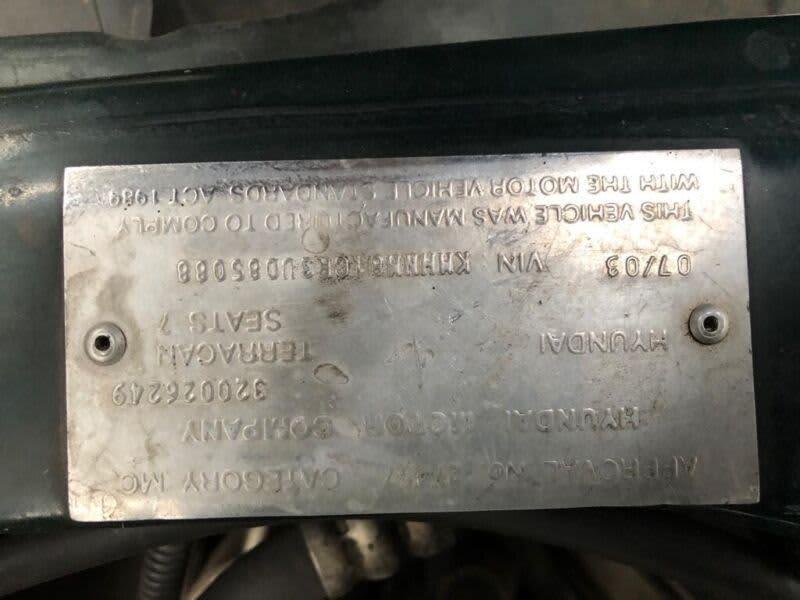 APPROVAL NO CATEGORY MC
HYUNDAI MOTOR COMPANY
320026249
HYUNDAI TERRACAN
SEATS 7
07/03 VIN
THIS VEHICLE WAS MANUFACTURED TO COMPLY
WITH THE MOTOR VEHICLE STANDARDS ACT 1989